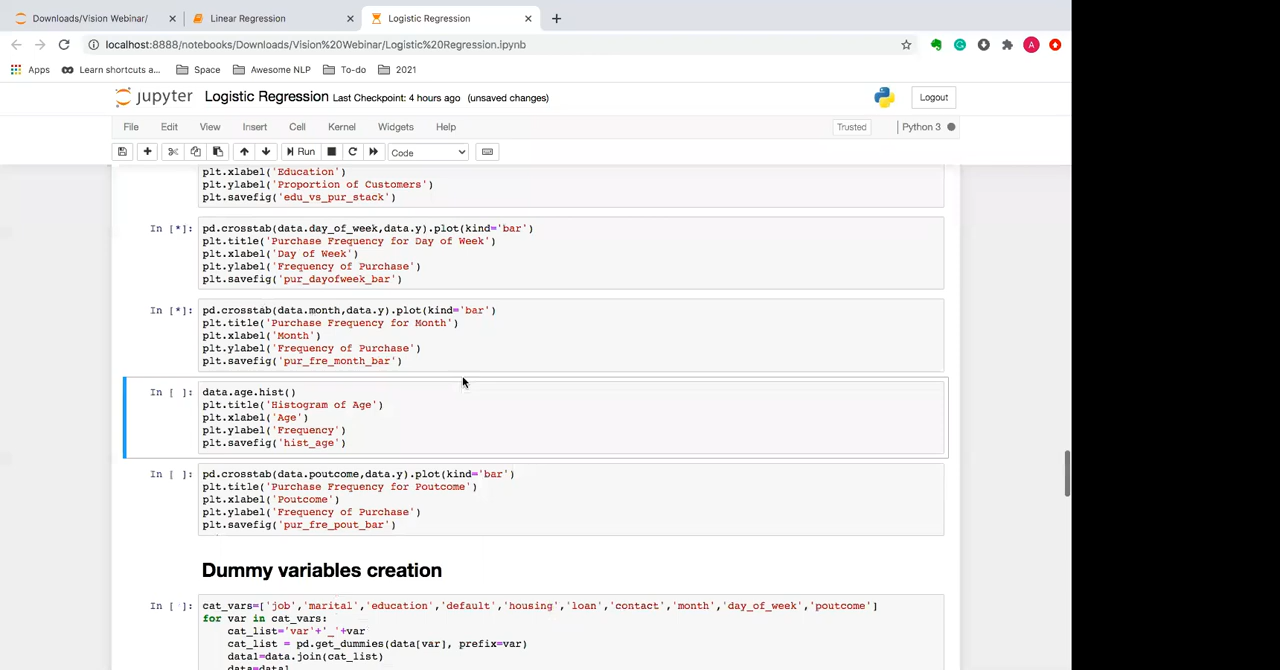 Downloads/Vision Webinar/ Linear Regression Logistic Regression
localhost:8888/notebooks/Downloads/Vision%20Webinar/Logistic%20Regression.ipynb
Apps Learn shortcuts a... Space Awesome NLP To-do 2021
jupyter Logistic Regression Last Checkpoint: 4 hours ago (unsaved changes) Logout
File Edit View Insert Cell Kernel Widgets Help Trusted Python 3
Run Code
plt.xlabel('Education')
plt.ylabel('Proportion of Customers')
plt.savefig('edu_vs_pur_stack')
In [*]: pd.crosstab(data.day_of_week,data.y).plot(kind='bar')
plt.title('Purchase Frequency for Day of Week')
plt.xlabel('Day of Week')
plt.ylabel('Frequency of Purchase')
plt.savefig('pur_dayofweek_bar')
In [*]: pd.crosstab(data.month,data.y).plot(kind='bar')
plt.title('Purchase Frequency for Month')
plt.xlabel('Month')
plt.ylabel('Frequency of Purchase')
plt.savefig('pur_fre_month_bar')
In [ ]: data.age.hist()
plt.title('Histogram of Age')
plt.xlabel('Age')
plt.ylabel('Frequency')
plt.savefig('hist_age')
In [ ]: pd.crosstab(data.poutcome,data.y).plot(kind='bar')
plt.title('Purchase Frequency for Poutcome')
plt.xlabel('Poutcome')
plt.ylabel('Frequency of Purchase')
plt.savefig('pur_fre_pout_bar')
Dummy variables creation
In [ ]: cat_vars=['job','marital','education','default','housing','loan','contact','month','day_of_week','poutcome']
for var in cat_vars:
cat_list='var'+'_'+var
cat_list = pd.get_dummies(data[var], prefix=var)
data1=data.join(cat_list)
data=data1